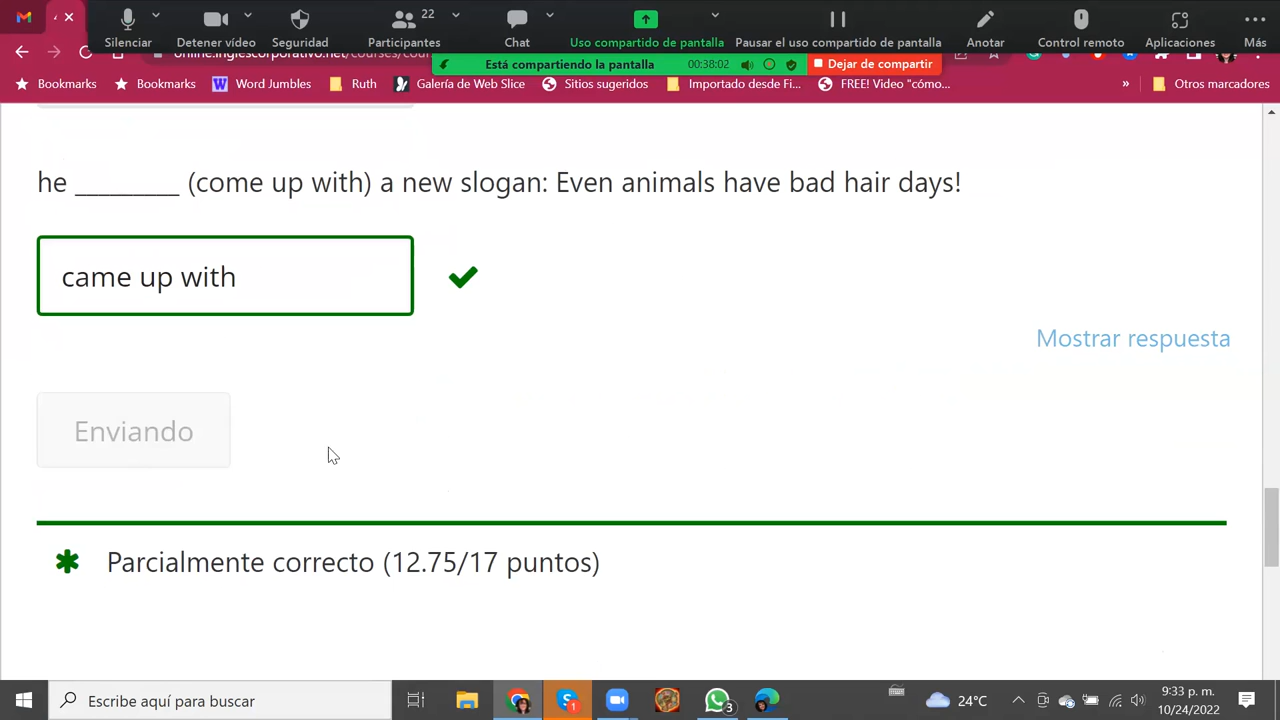 22
Silenciar Detener vídeo Seguridad Participantes Chat Uso compartido de pantalla Pausar el uso compartido de pantalla Anotar Control remoto Aplicaciones Más
Está compartiendo la pantalla 00:38:02 Dejar de compartir
Bookmarks Bookmarks Word Jumbles Ruth Galería de Web Slice Sitios sugeridos Importado desde Fi... FREE! Video "cómo... » Otros marcadores
he _________ (come up with) a new slogan: Even animals have bad hair days!
came up with
Mostrar respuesta
Enviando
Parcialmente correcto (12.75/17 puntos)
Escribe aquí para buscar
1
3
24°C
9:33 p. m.
10/24/2022